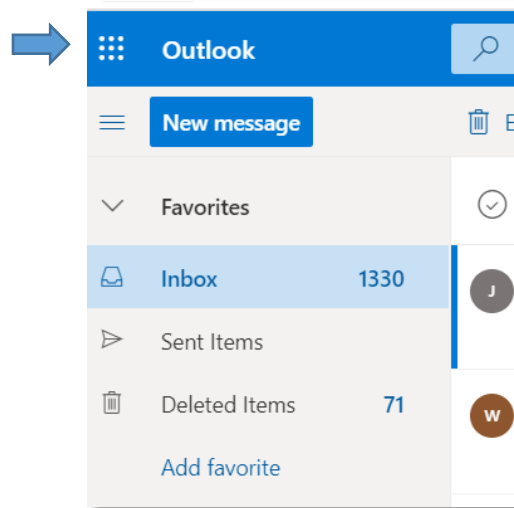 Outlook
New message
E
Favorites
Inbox 1330
J
Sent Items
Deleted Items 71
W
Add favorite